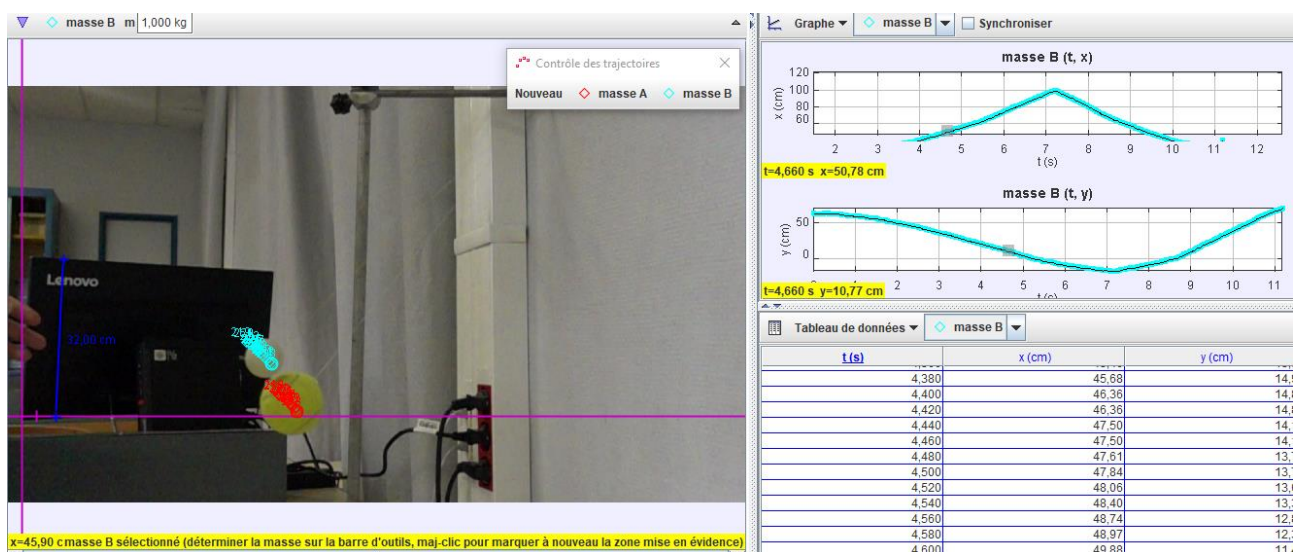 masse B m 1,000 kg
Contrôle des trajectoires
Nouveau masse A masse B
Lenovo
32,00 cm
x=45,90 cmasse B sélectionné (déterminer la masse sur la barre d'outils, maj-clic pour marquer à nouveau la zone mise en évidence)
Graphe masse B Synchroniser
masse B (t, x)
120
100
80
60
x (cm)
2 3 4 5 6 7 8 9 10 11 12
t (s)
t=4,660 s x=50,78 cm
masse B (t, y)
50
0
y (cm)
2 3 4 5 6 7 8 9 10 11
t=4,660 s y=10,77 cm
Tableau de données masse B
t (s) x (cm) y (cm)
4,380 45,68
4,400 46,36
4,420 46,36
4,440 47,50
4,460 47,50
4,480 47,61
4,500 47,84
4,520 48,06
4,540 48,40
4,560 48,74
4,580 48,97
4,600 49,88